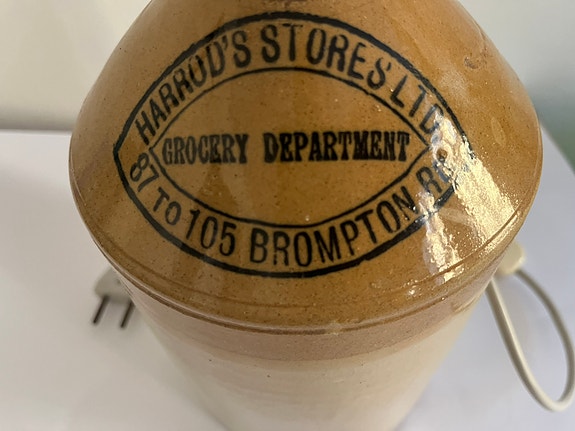 HARROD'S STORES LTD
GROCERY DEPARTMENT
87 TO 105 BROMPTON RD